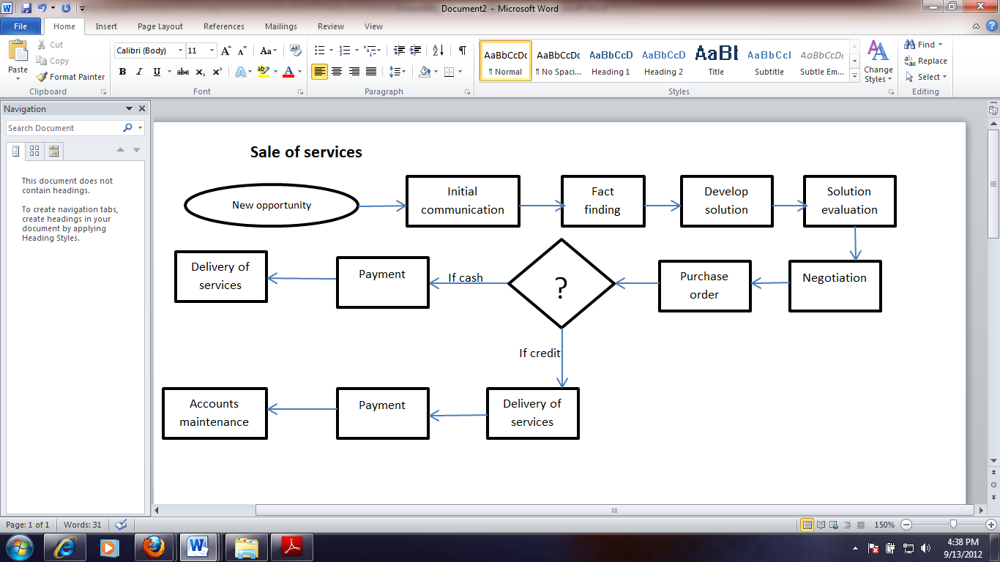 Document2 - Microsoft Word
File Home Insert Page Layout References Mailings Review View
Paste
Cut
Copy
Format Painter
Clipboard
Calibri (Body) 11
Font
Paragraph
AaBbCcDc AaBbCcDc AaBbCcD AaBbCcD AaBl AaBbCcI AaBbCcDc
¶ Normal ¶ No Spaci... Heading 1 Heading 2 Title Subtitle Subtle Em...
Styles
Change
Styles
Find
Replace
Select
Editing
Navigation
Search Document
This document does not
contain headings.
To create navigation tabs,
create headings in your
document by applying
Heading Styles.
Sale of services
New opportunity
Initial
communication
Fact
finding
Develop
solution
Solution
evaluation
Delivery of
services
Payment
If cash
?
Purchase
order
Negotiation
If credit
Accounts
maintenance
Payment
Delivery of
services
Page: 1 of 1 Words: 31
150%
4:38 PM
9/13/2012